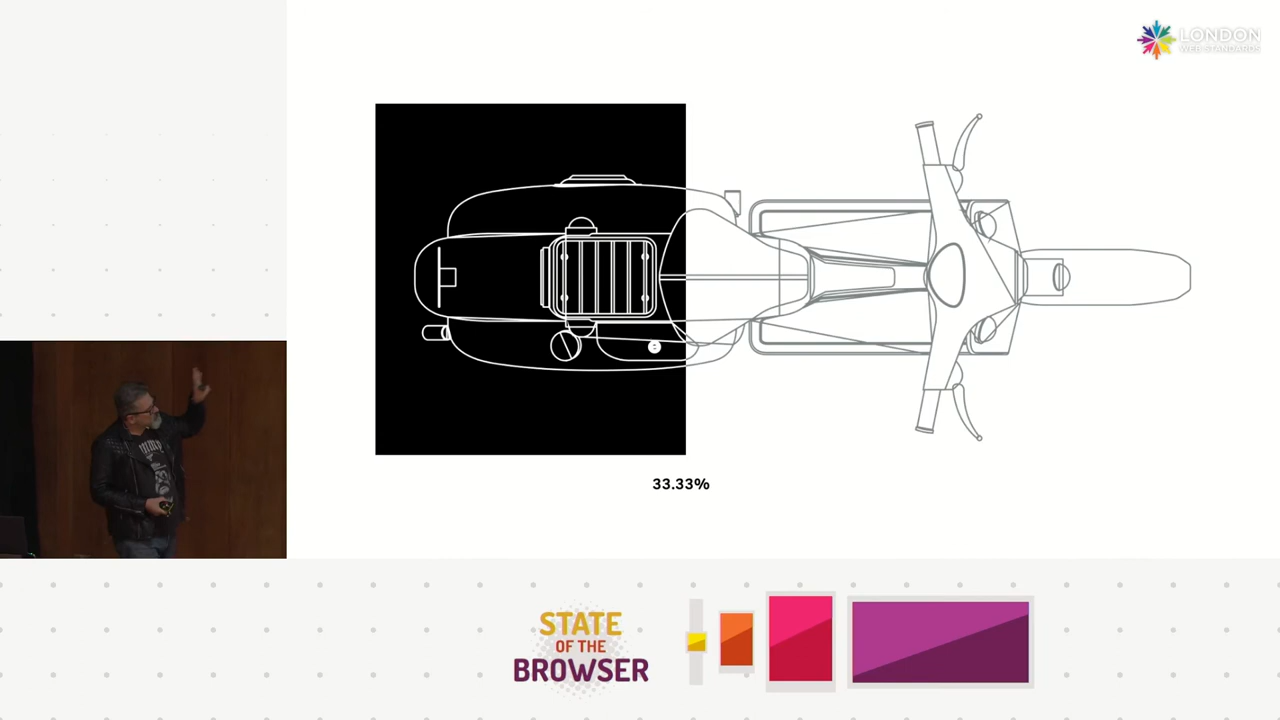 LONDON
WEB STANDARDS
33.33%
STATE
OF THE
BROWSER